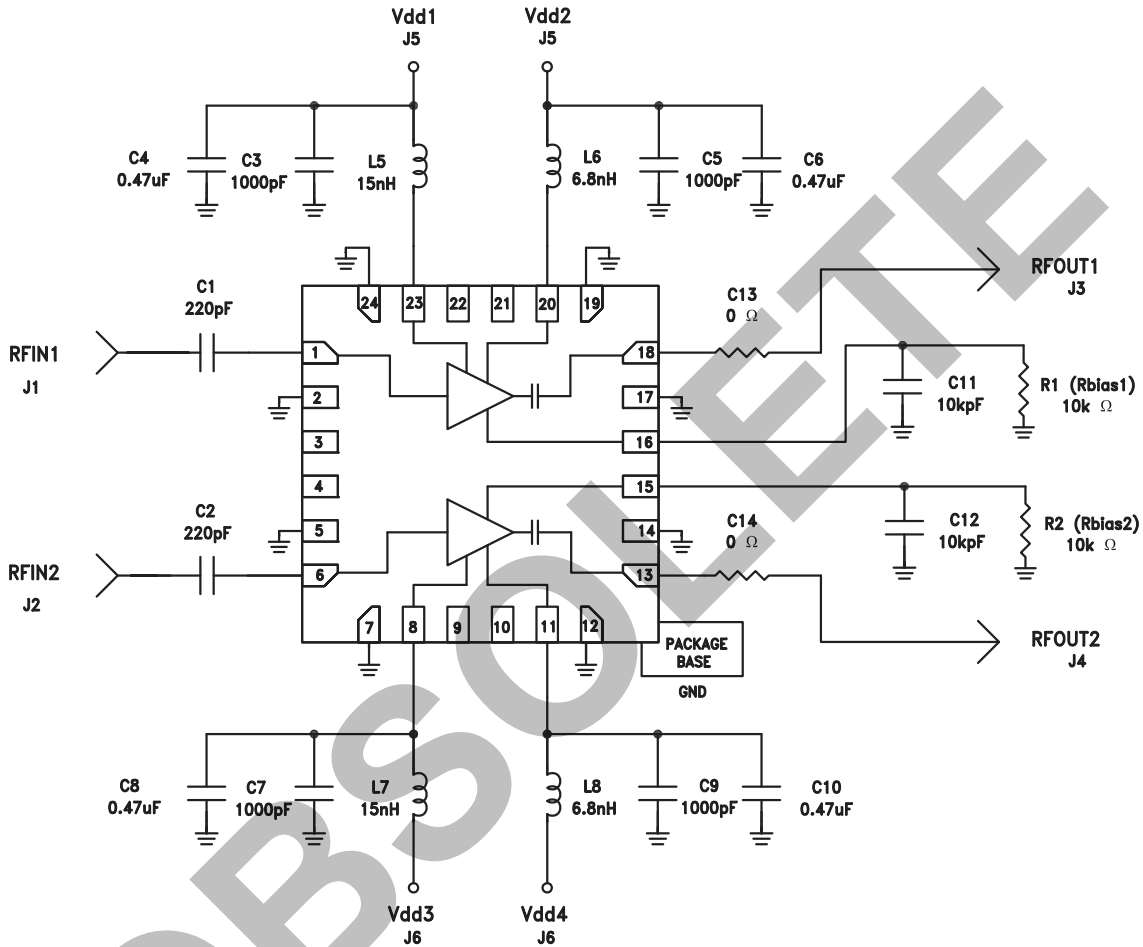 Vdd1
J5
Vdd2
J5
C4
0.47uF
C3
1000pF
L5
15nH
L6
6.8nH
C5
1000pF
C6
0.47uF
C1
220pF
RFIN1
J1
24
23
22
21
20
19
C13
0 Ω
RFOUT1
J3
1
2
3
4
5
6
18
17
16
15
14
13
C11
10kpF
R1 (Rbias1)
10k Ω
C2
220pF
RFIN2
J2
C14
0 Ω
C12
10kpF
R2 (Rbias2)
10k Ω
7
8
9
10
11
12
PACKAGE
BASE
GND
RFOUT2
J4
C8
0.47uF
C7
1000pF
L7
15nH
L8
6.8nH
C9
1000pF
C10
0.47uF
Vdd3
J6
Vdd4
J6
OBSOLETE